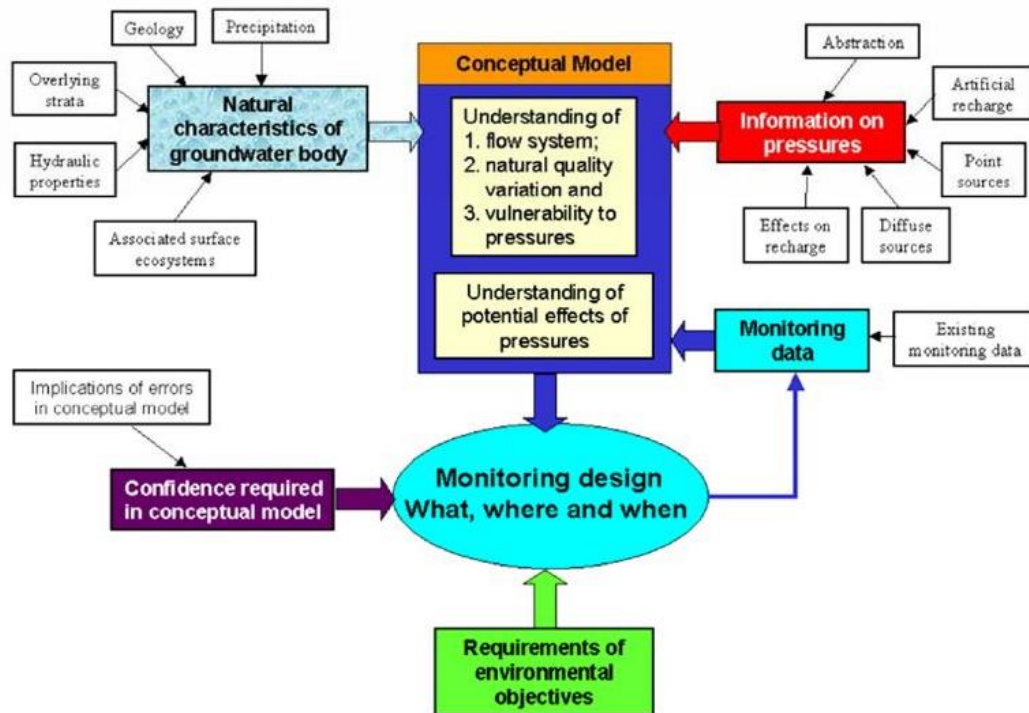 Geology
Precipitation
Overlying
strata
Hydraulic
properties
Associated surface
ecosystems
Natural
characteristics of
groundwater body
Conceptual Model
Understanding of
1. flow system;
2. natural quality
variation and
3. vulnerability to
pressures
Understanding of
potential effects of
pressures
Abstraction
Artificial
recharge
Information on
pressures
Point
sources
Effects on
recharge
Diffuse
sources
Monitoring
data
Existing
monitoring data
Implications of errors
in conceptual model
Confidence required
in conceptual model
Monitoring design
What, where and when
Requirements of
environmental
objectives